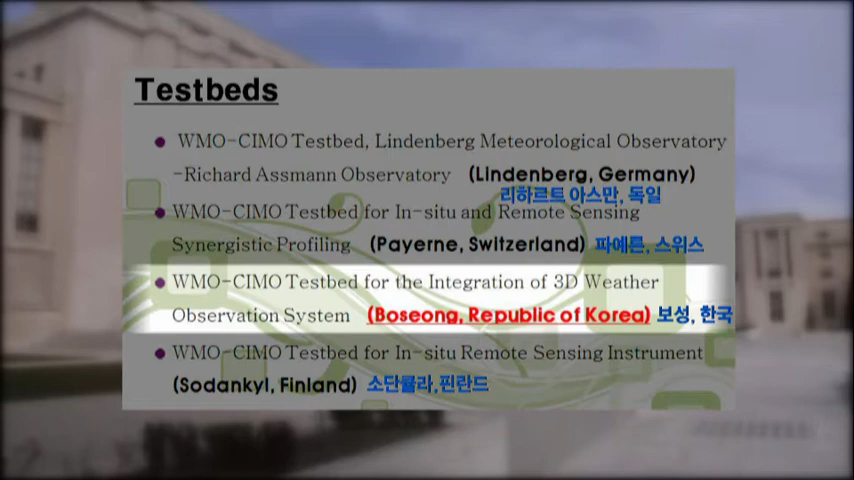 Testbeds
WMO-CIMO Testbed, Lindenberg Meteorological Observatory
-Richard Assmann Observatory (Lindenberg, Germany)
리하르트 아스만, 독일
WMO-CIMO Testbed for In-situ and Remote Sensing
Synergistic Profiling (Payerne, Switzerland) 파예른, 스위스
WMO-CIMO Testbed for the Integration of 3D Weather
Observation System (Boseong, Republic of Korea) 보성, 한국
WMO-CIMO Testbed for In-situ Remote Sensing Instrument
(Sodankyl, Finland) 소단퀼라,핀란드